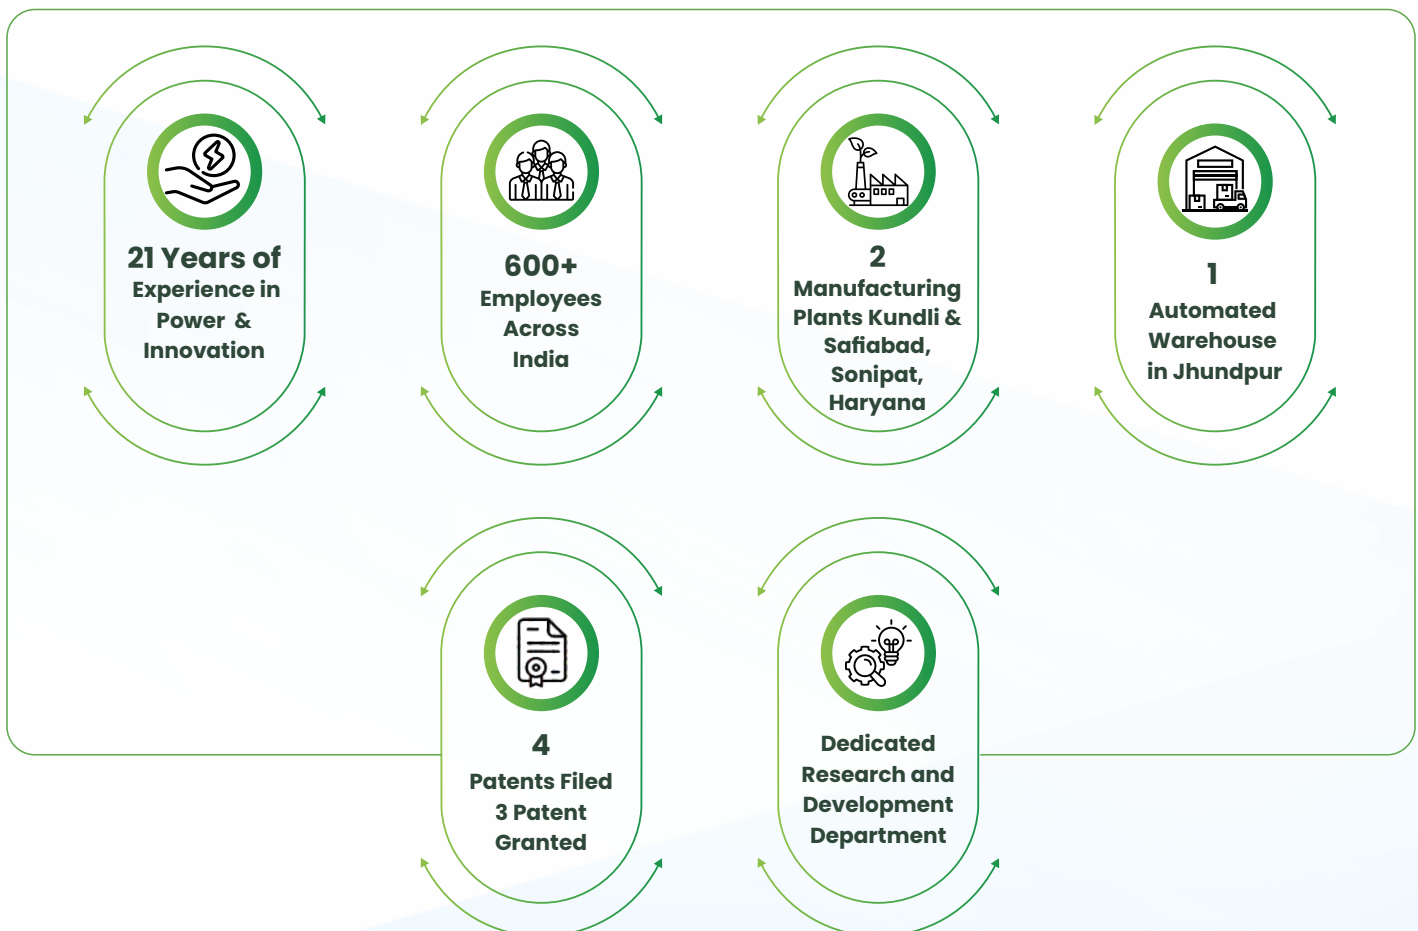 21 Years of
Experience in
Power &
Innovation
600+
Employees
Across
India
2
Manufacturing
Plants Kundli &
Safiabad,
Sonipat,
Haryana
1
Automated
Warehouse
in Jhundpur
4
Patents Filed
3 Patent
Granted
Dedicated
Research and
Development
Department